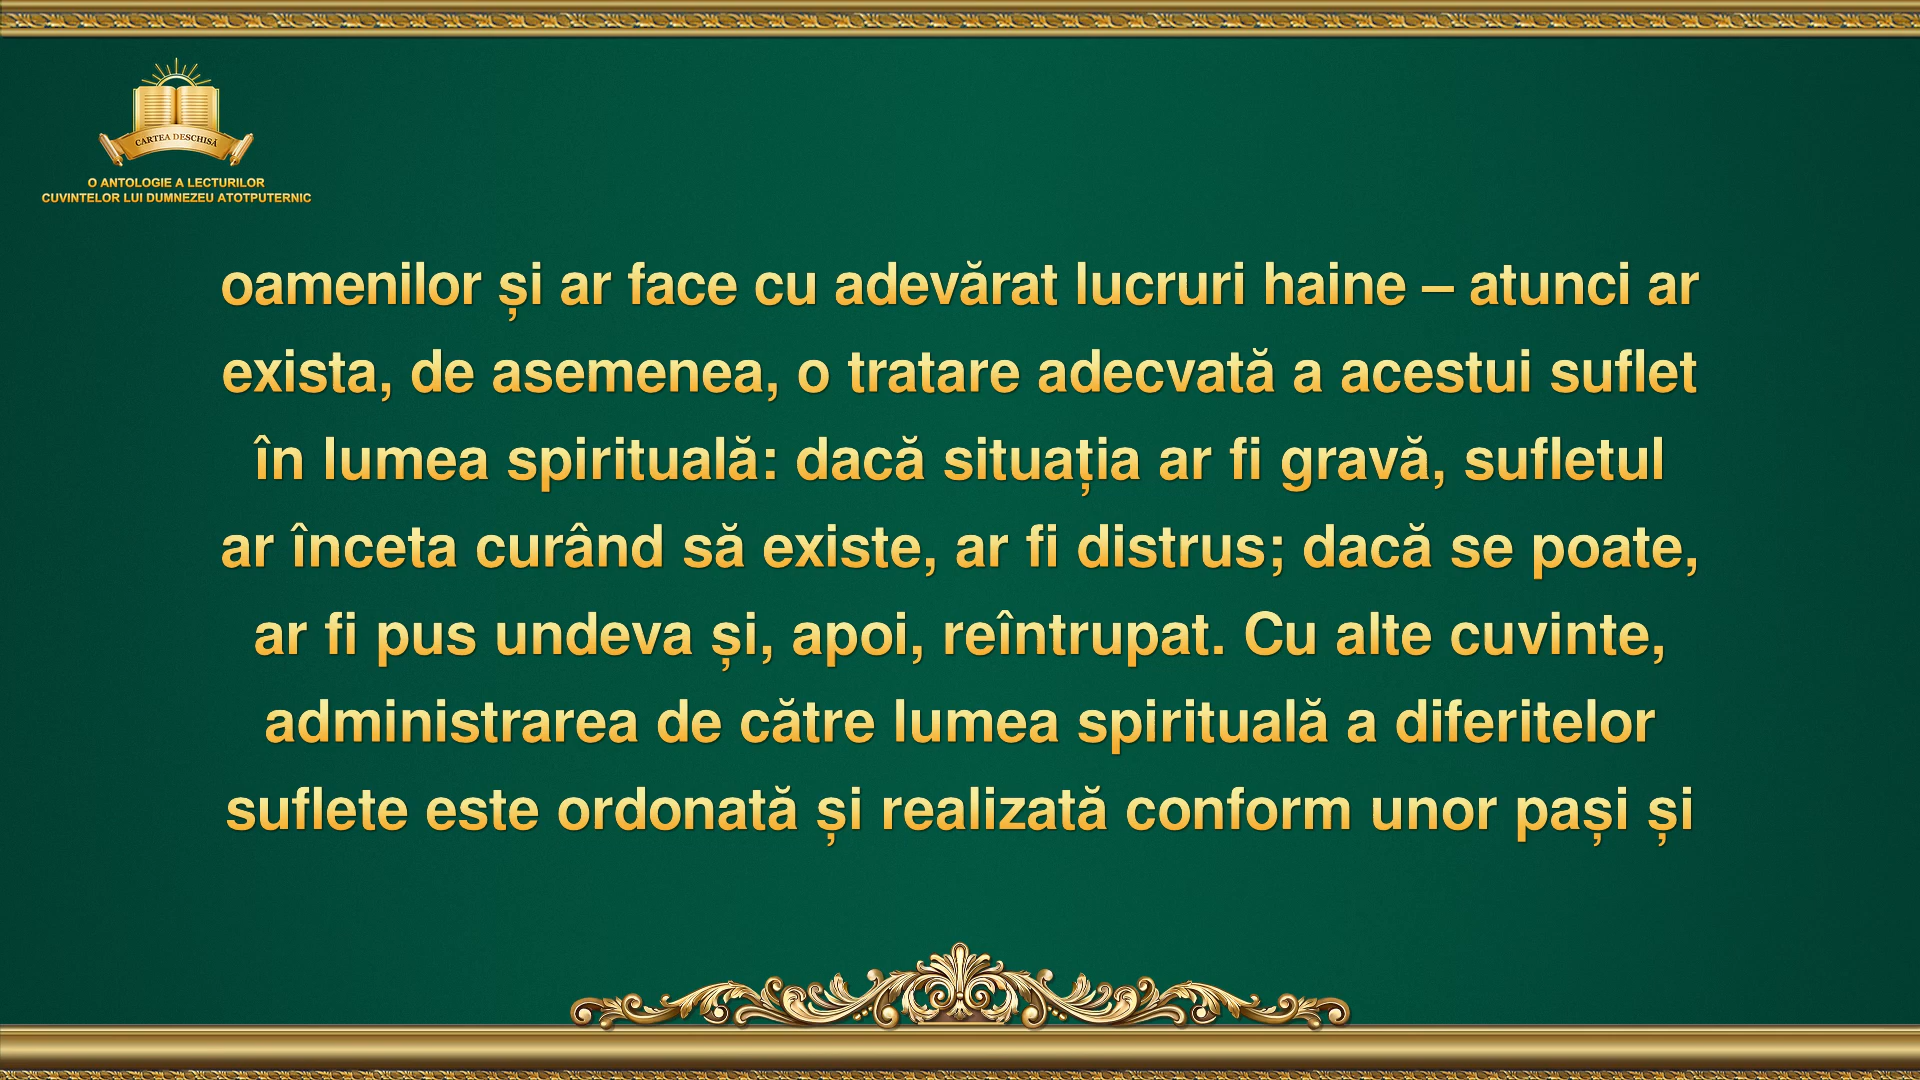 CARTEA DESCHISĂ
O ANTOLOGIE A LECTURILOR
CUVINTELOR LUI DUMNEZEU ATOTPUTERNIC
oamenilor și ar face cu adevărat lucruri haine – atunci ar
exista, de asemenea, o tratare adecvată a acestui suflet
în lumea spirituală: dacă situația ar fi gravă, sufletul
ar înceta curând să existe, ar fi distrus; dacă se poate,
ar fi pus undeva și, apoi, reîntrupat. Cu alte cuvinte,
administrarea de către lumea spirituală a diferitelor
suflete este ordonată și realizată conform unor pași și